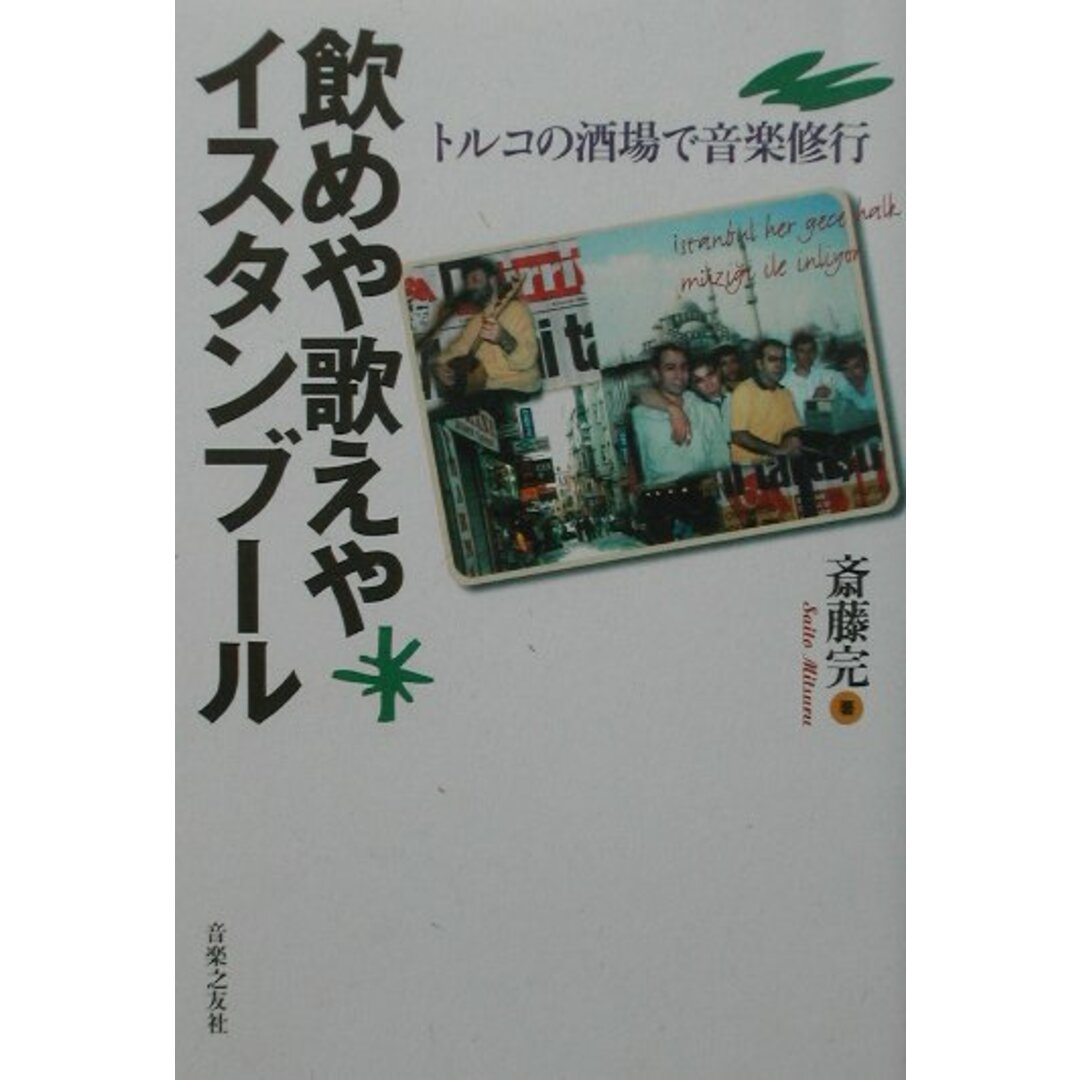 飲めや歌えや
イスタンブール
トルコの酒場で音楽修行
istanbul her gece halk
müziği ile inliyor
斎藤完 著
Saito Mitsuru
音楽之友社